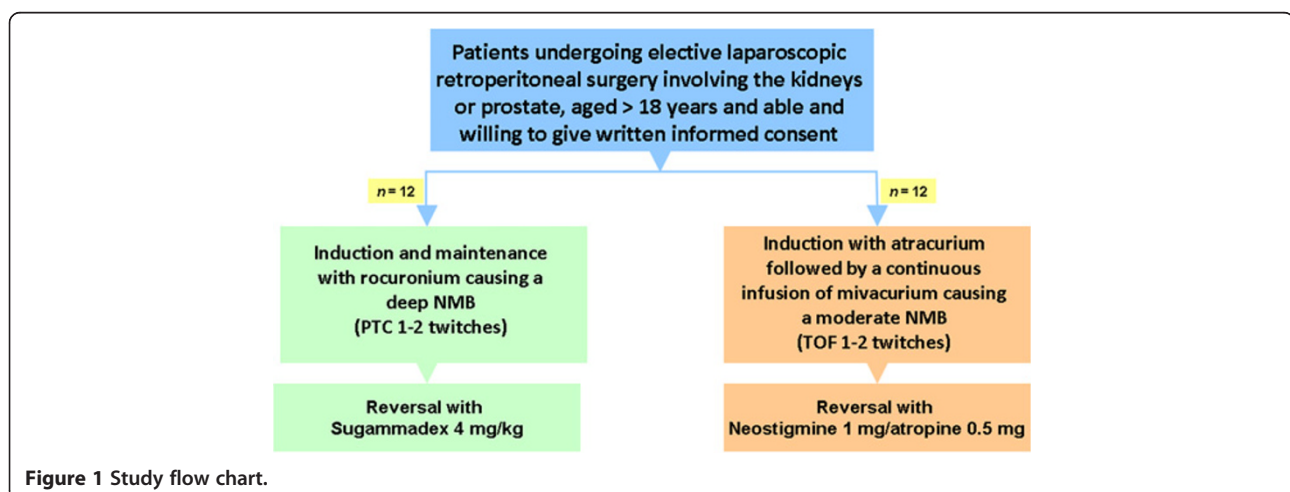 Patients undergoing elective laparoscopic
retroperitoneal surgery involving the kidneys
or prostate, aged > 18 years and able and
willing to give written informed consent
n = 12
n = 12
Induction and maintenance
with rocuronium causing a
deep NMB
(PTC 1-2 twitches)
Induction with atracurium
followed by a continuous
infusion of mivacurium causing
a moderate NMB
(TOF 1-2 twitches)
Reversal with
Sugammadex 4 mg/kg
Reversal with
Neostigmine 1 mg/atropine 0.5 mg
Figure 1 Study flow chart.